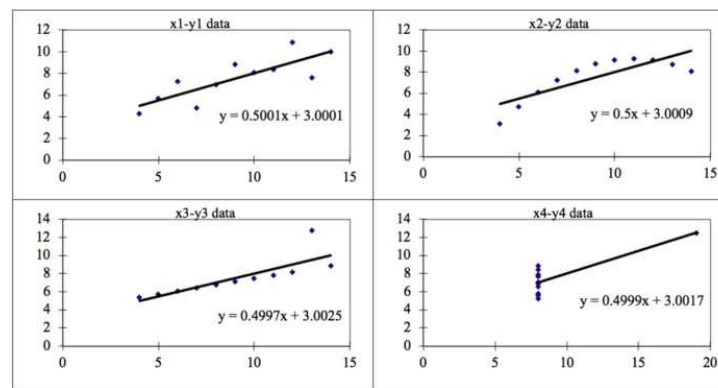 x1-y1 data
12
10
8
6
4
2
0
0 5 10 15
y = 0.5001x + 3.0001
x2-y2 data
12
10
8
6
4
2
0
0 5 10 15
y = 0.5x + 3.0009
x3-y3 data
14
12
10
8
6
4
2
0
0 5 10 15
y = 0.4997x + 3.0025
x4-y4 data
14
12
10
8
6
4
2
0
0 5 10 15 20
y = 0.4999x + 3.0017